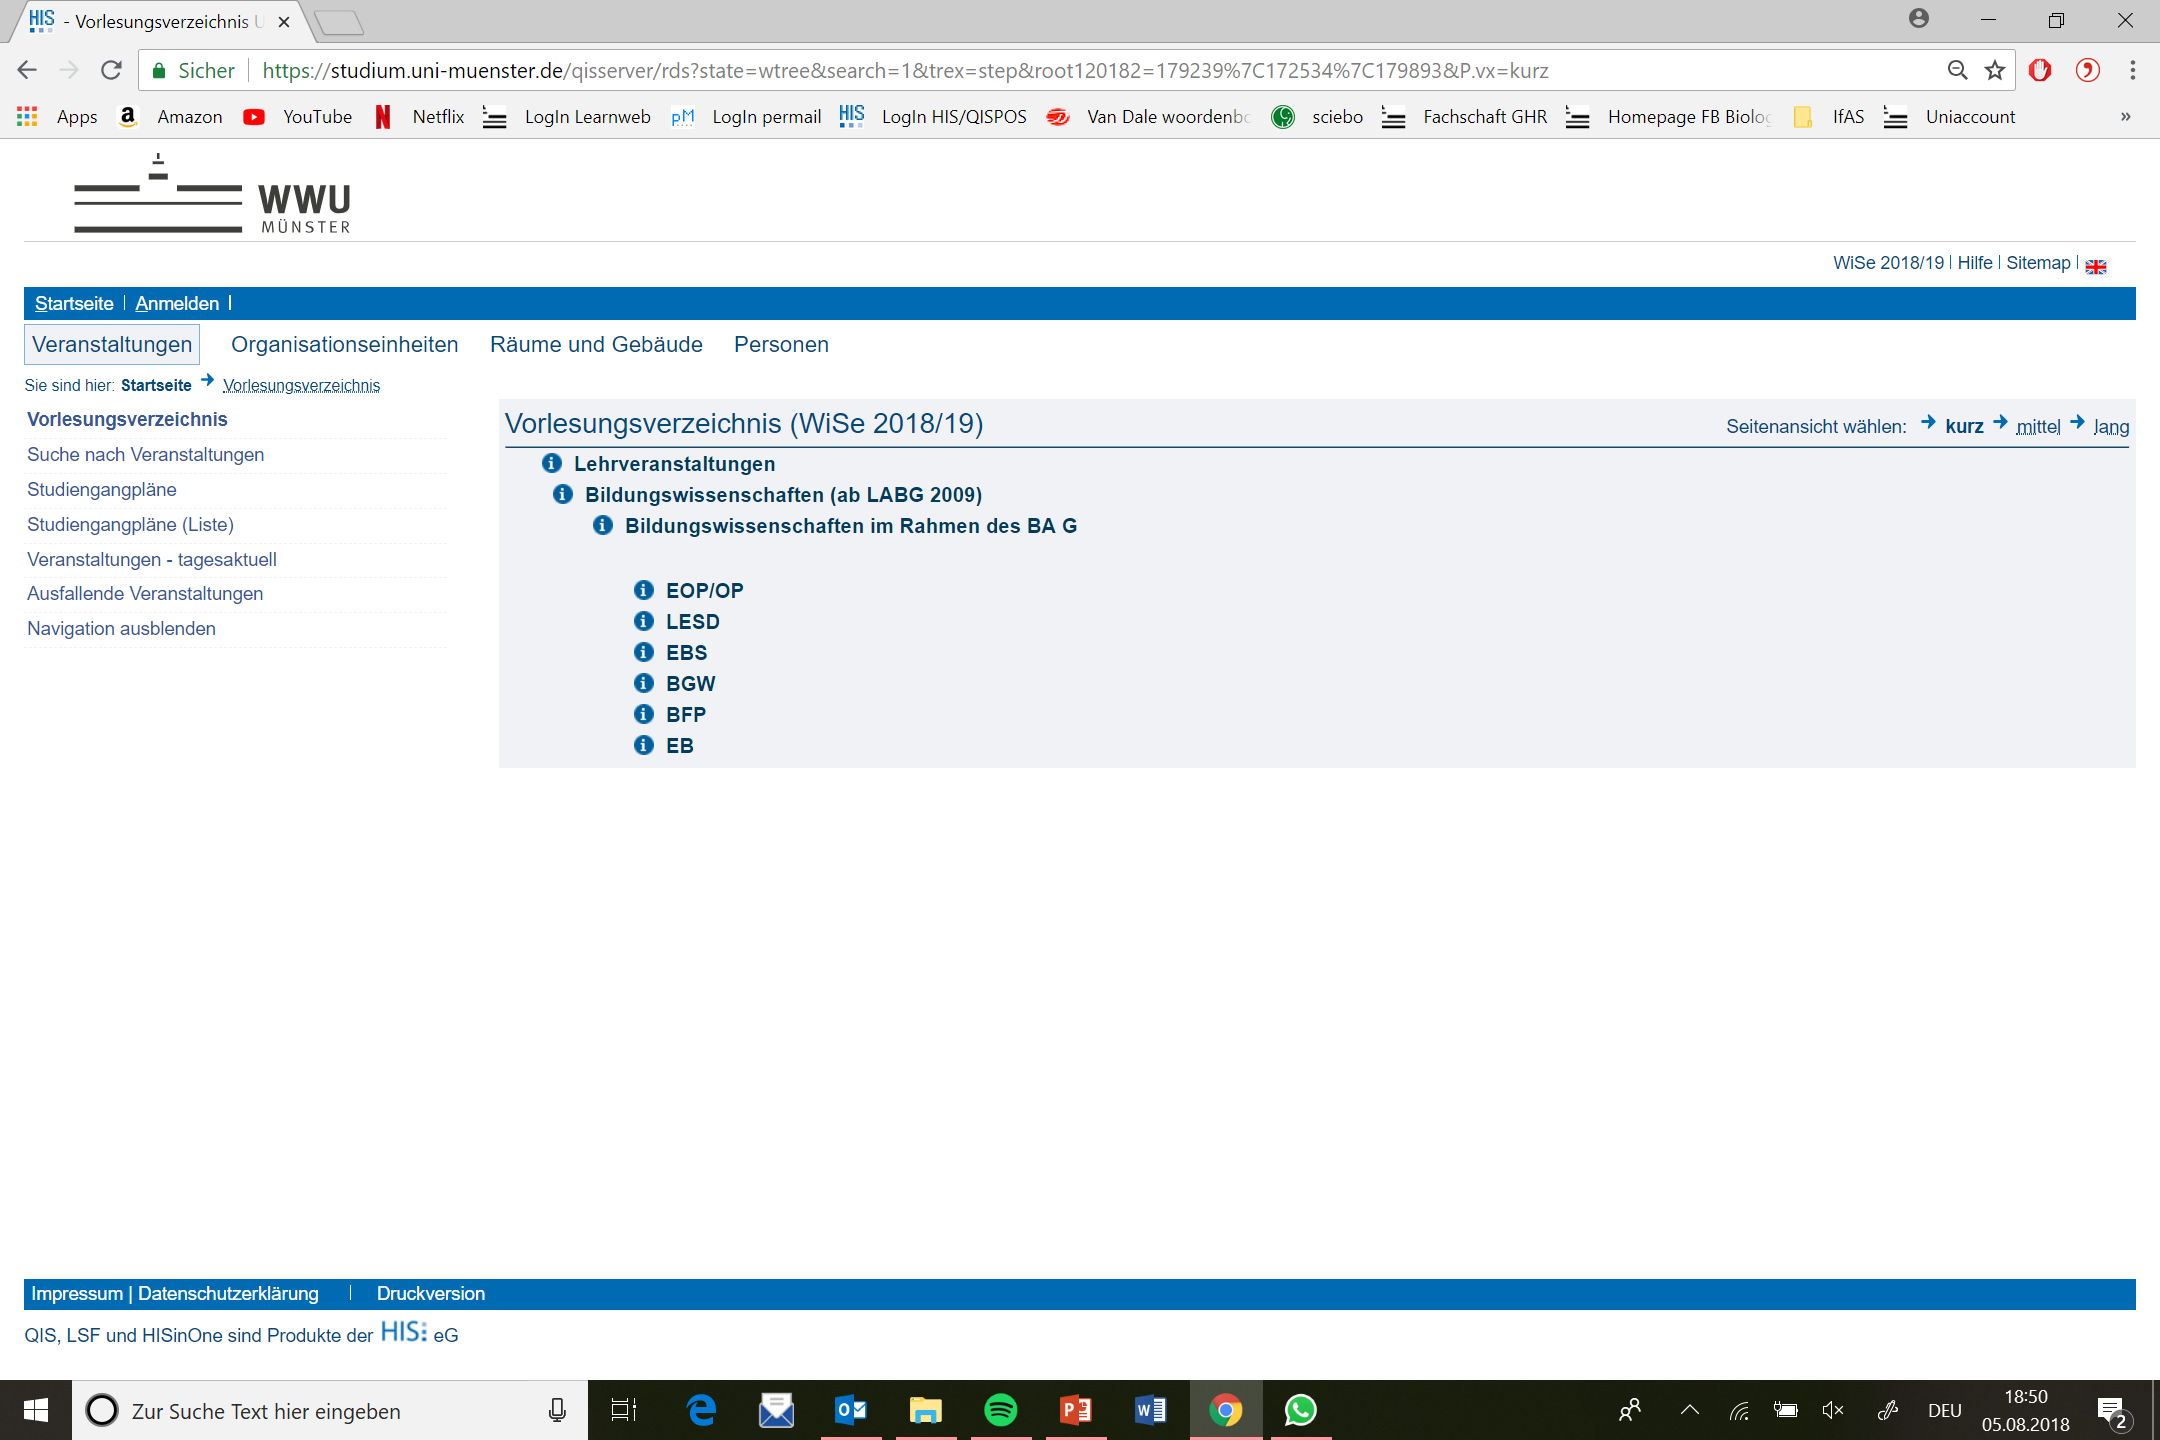 HIS - Vorlesungsverzeichnis U
Sicher https://studium.uni-muenster.de/qisserver/rds?state=wtree&search=1&trex=step&root120182=179239%7C172534%7C179893&P.vx=kurz
Apps Amazon YouTube Netflix LogIn Learnweb pM LogIn permail HIS LogIn HIS/QISPOS Van Dale woordenbo sciebo Fachschaft GHR Homepage FB Biolog IfAS Uniaccount »
WWU
MÜNSTER
WiSe 2018/19 | Hilfe | Sitemap |
Startseite | Anmelden |
Veranstaltungen Organisationseinheiten Räume und Gebäude Personen
Sie sind hier: Startseite Vorlesungsverzeichnis
Vorlesungsverzeichnis
Suche nach Veranstaltungen
Studiengangpläne
Studiengangpläne (Liste)
Veranstaltungen - tagesaktuell
Ausfallende Veranstaltungen
Navigation ausblenden
Vorlesungsverzeichnis (WiSe 2018/19) Seitenansicht wählen: kurz mittel lang
Lehrveranstaltungen
Bildungswissenschaften (ab LABG 2009)
Bildungswissenschaften im Rahmen des BA G
EOP/OP
LESD
EBS
BGW
BFP
EB
Impressum | Datenschutzerklärung | Druckversion
QIS, LSF und HISinOne sind Produkte der HIS: eG
Zur Suche Text hier eingeben
DEU
18:50
05.08.2018
2